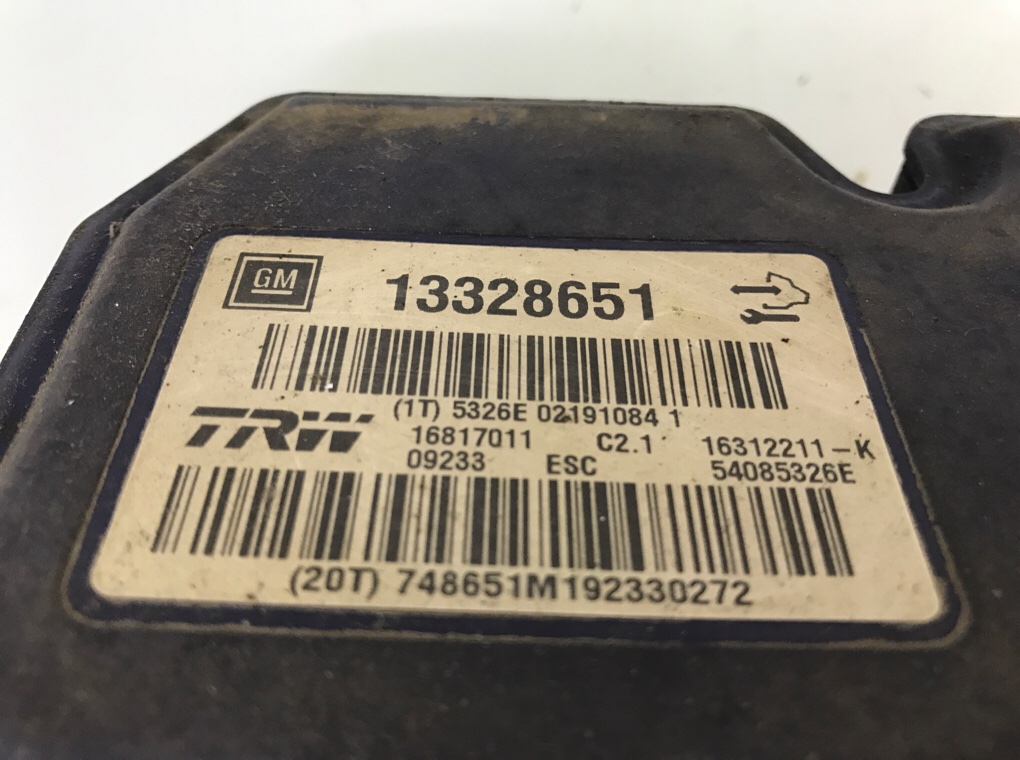 GM 13328651
(1T) 5326E 02191084 1
TRW 16817011 C2.1 16312211-K
09233 ESC 54085326E
(20T) 748651M192330272